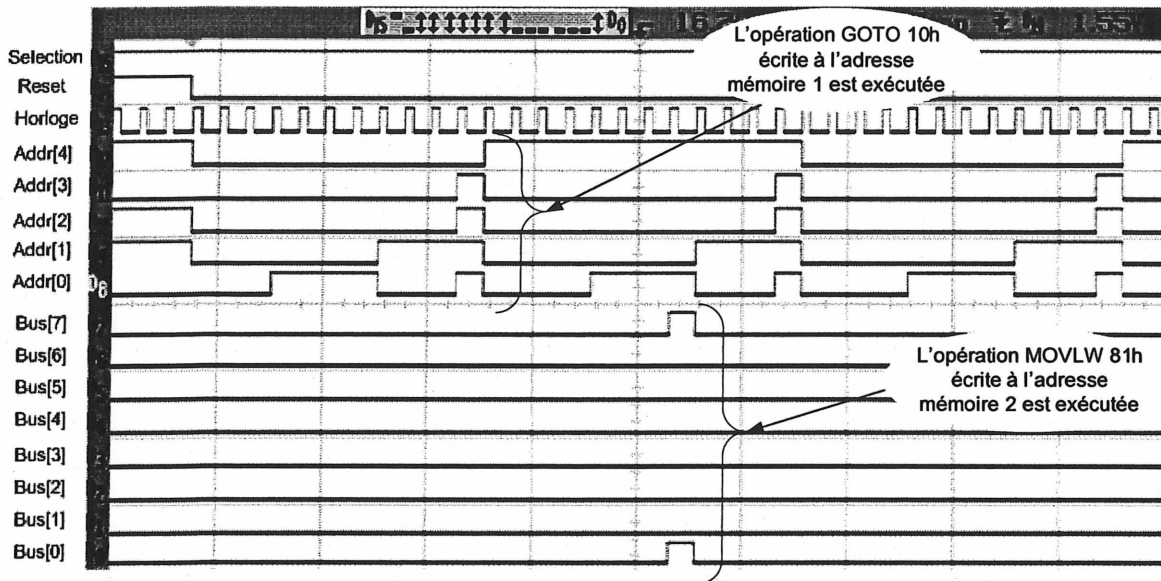 L'opération GOTO 10h
écrite à l'adresse
mémoire 1 est exécutée
Selection
Reset
Horloge
Addr[4]
Addr[3]
Addr[2]
Addr[1]
Addr[0]
Bus[7]
Bus[6]
Bus[5]
Bus[4]
Bus[3]
Bus[2]
Bus[1]
Bus[0]
L'opération MOVLW 81h
écrite à l'adresse
mémoire 2 est exécutée